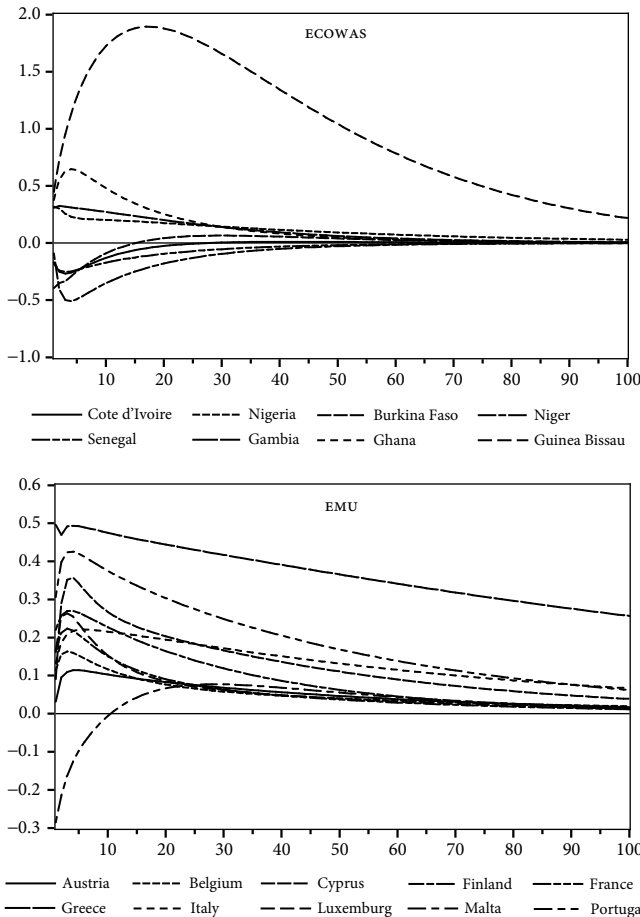 ECOWAS
2.0
1.5
1.0
0.5
0.0
−0.5
−1.0
10 20 30 40 50 60 70 80 90 100
Cote d’Ivoire Nigeria Burkina Faso Niger
Senegal Gambia Ghana Guinea Bissau
EMU
0.6
0.5
0.4
0.3
0.2
0.1
0.0
−0.1
−0.2
−0.3
10 20 30 40 50 60 70 80 90 100
Austria Belgium Cyprus Finland France
Greece Italy Luxemburg Malta Portuga